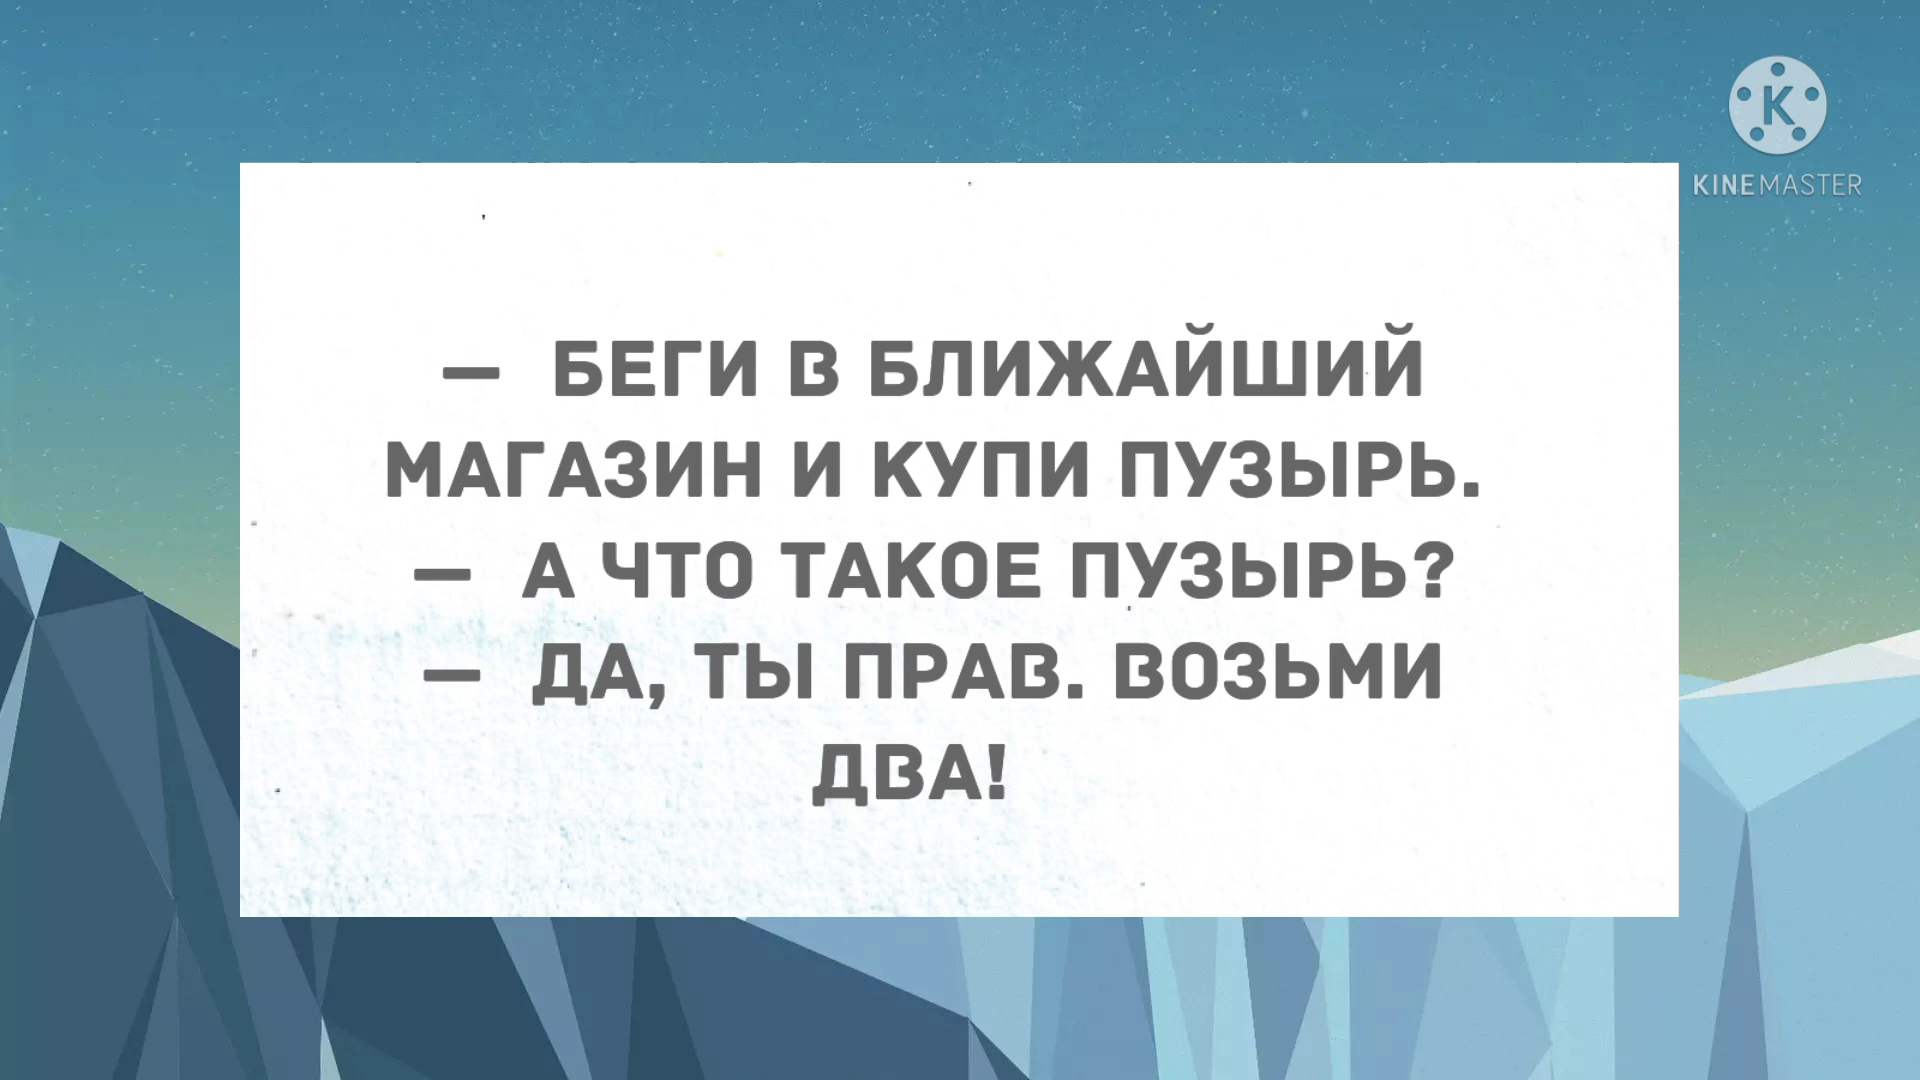 KINEMASTER
— БЕГИ В БЛИЖАЙШИЙ
МАГАЗИН И КУПИ ПУЗЫРЬ.
— А ЧТО ТАКОЕ ПУЗЫРЬ?
— ДА, ТЫ ПРАВ. ВОЗЬМИ
ДВА!